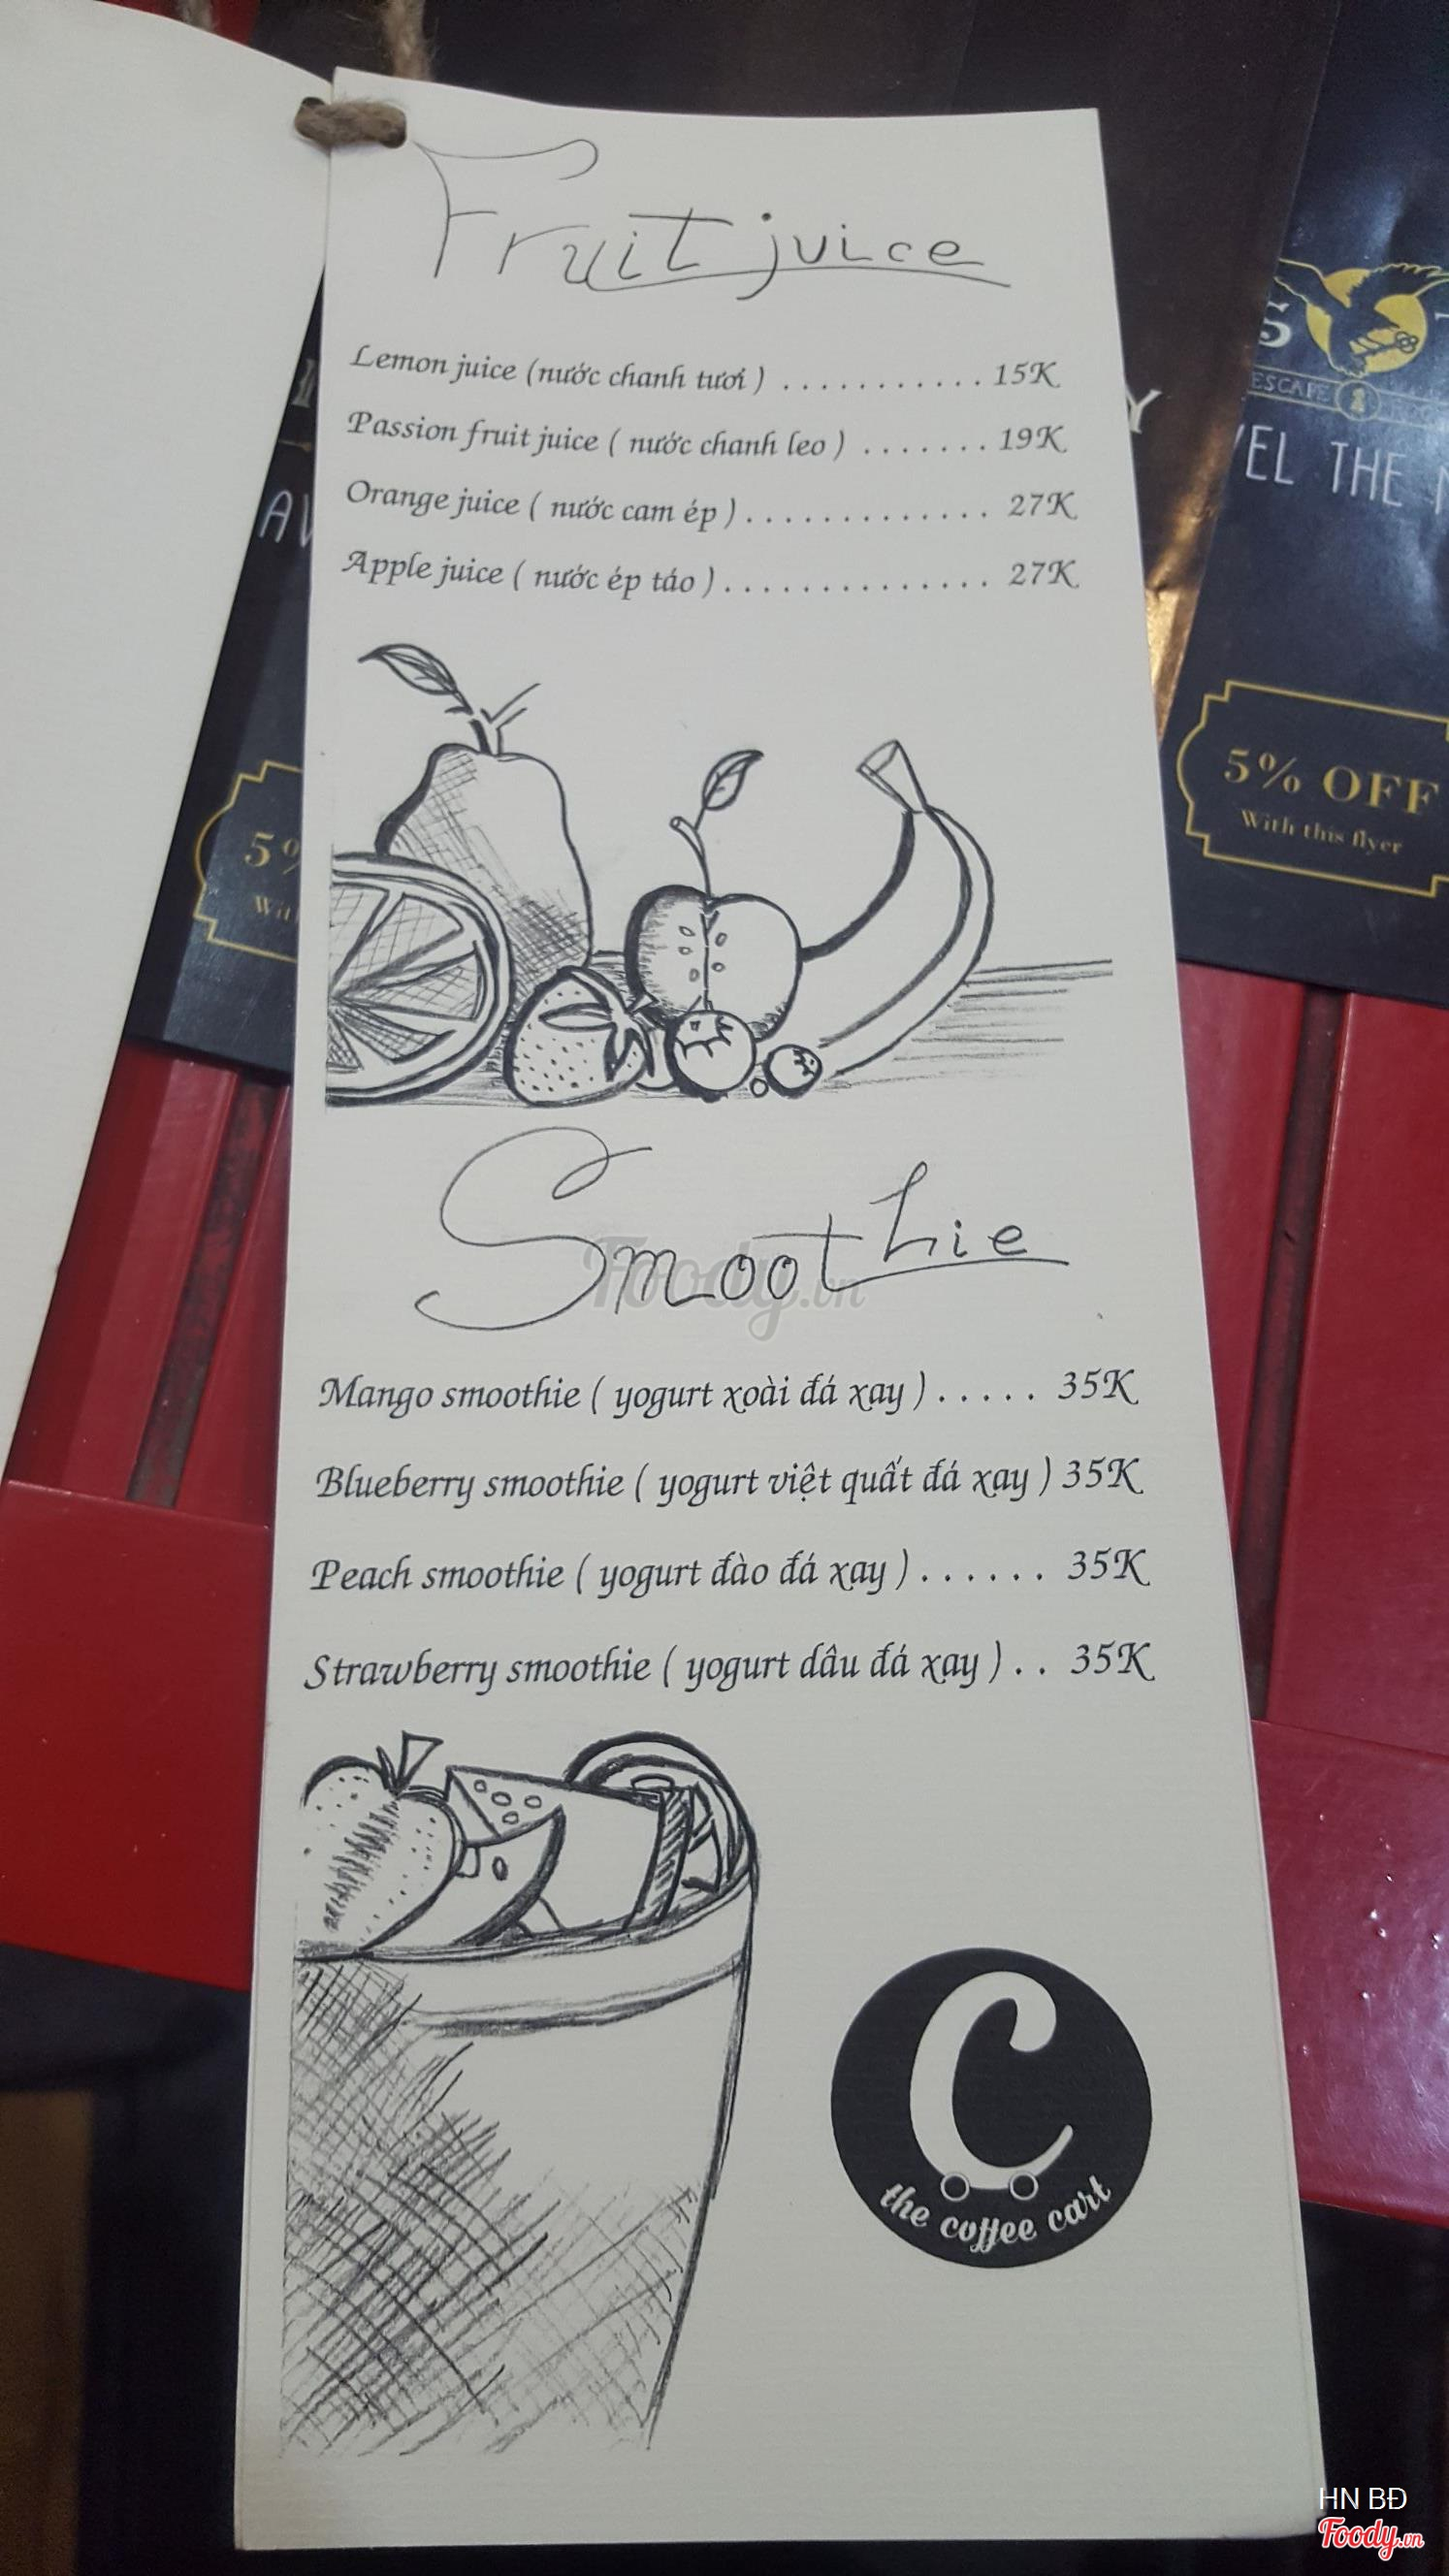 Fruit juice
Lemon juice (nước chanh tươi ) . . . . . . . . . . . 15K
Passion fruit juice ( nước chanh leo ) . . . . . . . 19K
Orange juice ( nước cam ép ) . . . . . . . . . . . . . 27K
Apple juice ( nước ép táo ) . . . . . . . . . . . . . . 27K
Smoothie
Foody.vn
Mango smoothie ( yogurt xoài đá xay ) . . . . . 35K
Blueberry smoothie ( yogurt việt quất đá xay ) 35K
Peach smoothie ( yogurt đào đá xay ) . . . . . . 35K
Strawberry smoothie ( yogurt dâu đá xay ) . . 35K
C
the coffee cart
ESCAPE
VEL THE
5% OFF
With this flyer
5%
HN BĐ
Foody.vn